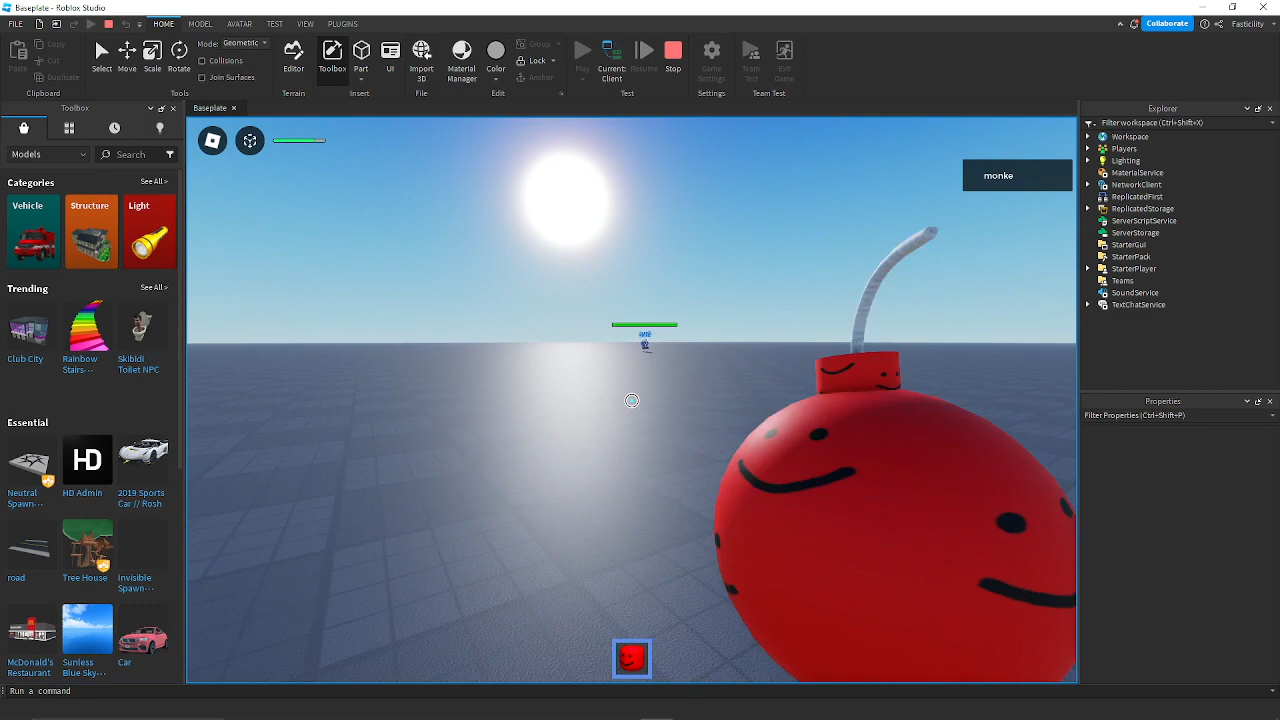 Baseplate - Roblox Studio
FILE HOME MODEL AVATAR TEST VIEW PLUGINS Collaborate Fasticility
Paste Copy Cut Duplicate
Select Move Scale Rotate
Mode: Geometric
Collisions
Join Surfaces
Editor Toolbox Part UI Import 3D Material Manager Color
Group
Lock
Anchor
Play Current: Client Resume Stop Game Settings Team Test Exit Game
Clipboard Tools Terrain Insert File Edit Test Settings Team Test
Toolbox
Models
Search
Categories See All>
Vehicle Structure Light
Trending See All>
Club City Rainbow Stairs… Skibidi Toilet NPC
Essential
HD
Neutral Spawn… HD Admin 2019 Sports Car // Rosh
road Tree House Invisible Spawn…
McDonald's Restaurant Sunless Blue Sky… Car
Run a command
Baseplate
monke
Explorer
Filter workspace (Ctrl+Shift+X)
Workspace
Players
Lighting
MaterialService
NetworkClient
ReplicatedFirst
ReplicatedStorage
ServerScriptService
ServerStorage
StarterGui
StarterPack
StarterPlayer
Teams
SoundService
TextChatService
Properties
Filter Properties (Ctrl+Shift+P)